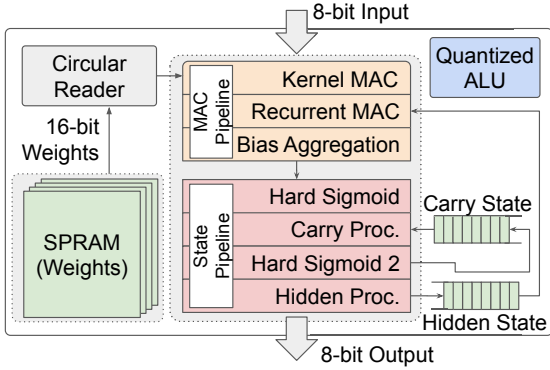 8-bit Input
Circular
Reader
16-bit
Weights
SPRAM
(Weights)
MAC
Pipeline
Kernel MAC
Recurrent MAC
Bias Aggregation
Quantized
ALU
State
Pipeline
Hard Sigmoid
Carry Proc.
Hard Sigmoid 2
Hidden Proc.
Carry State
Hidden State
8-bit Output